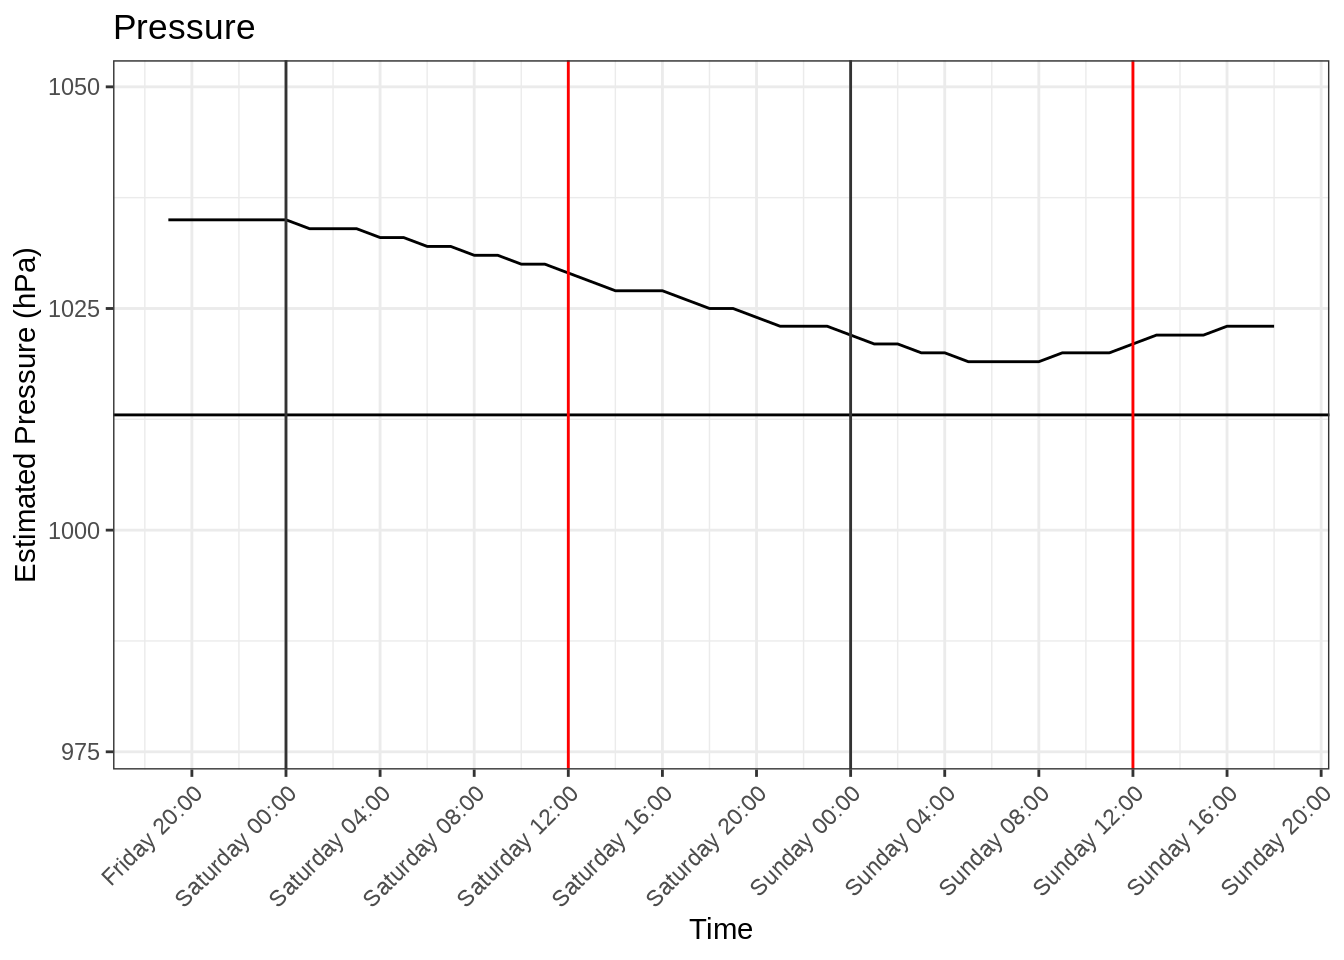 Pressure
Estimated Pressure (hPa)
1050
1025
1000
975
Friday 20:00
Saturday 00:00
Saturday 04:00
Saturday 08:00
Saturday 12:00
Saturday 16:00
Saturday 20:00
Sunday 00:00
Sunday 04:00
Sunday 08:00
Sunday 12:00
Sunday 16:00
Sunday 20:00
Time